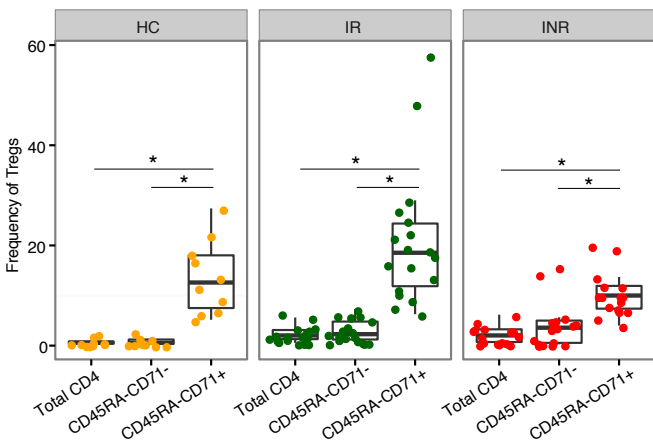 HC IR INR
60
40
20
0
Frequency of Tregs
* * *
* * *
Total CD4 CD45RA-CD71- CD45RA-CD71+ Total CD4 CD45RA-CD71- CD45RA-CD71+ Total CD4 CD45RA-CD71- CD45RA-CD71+